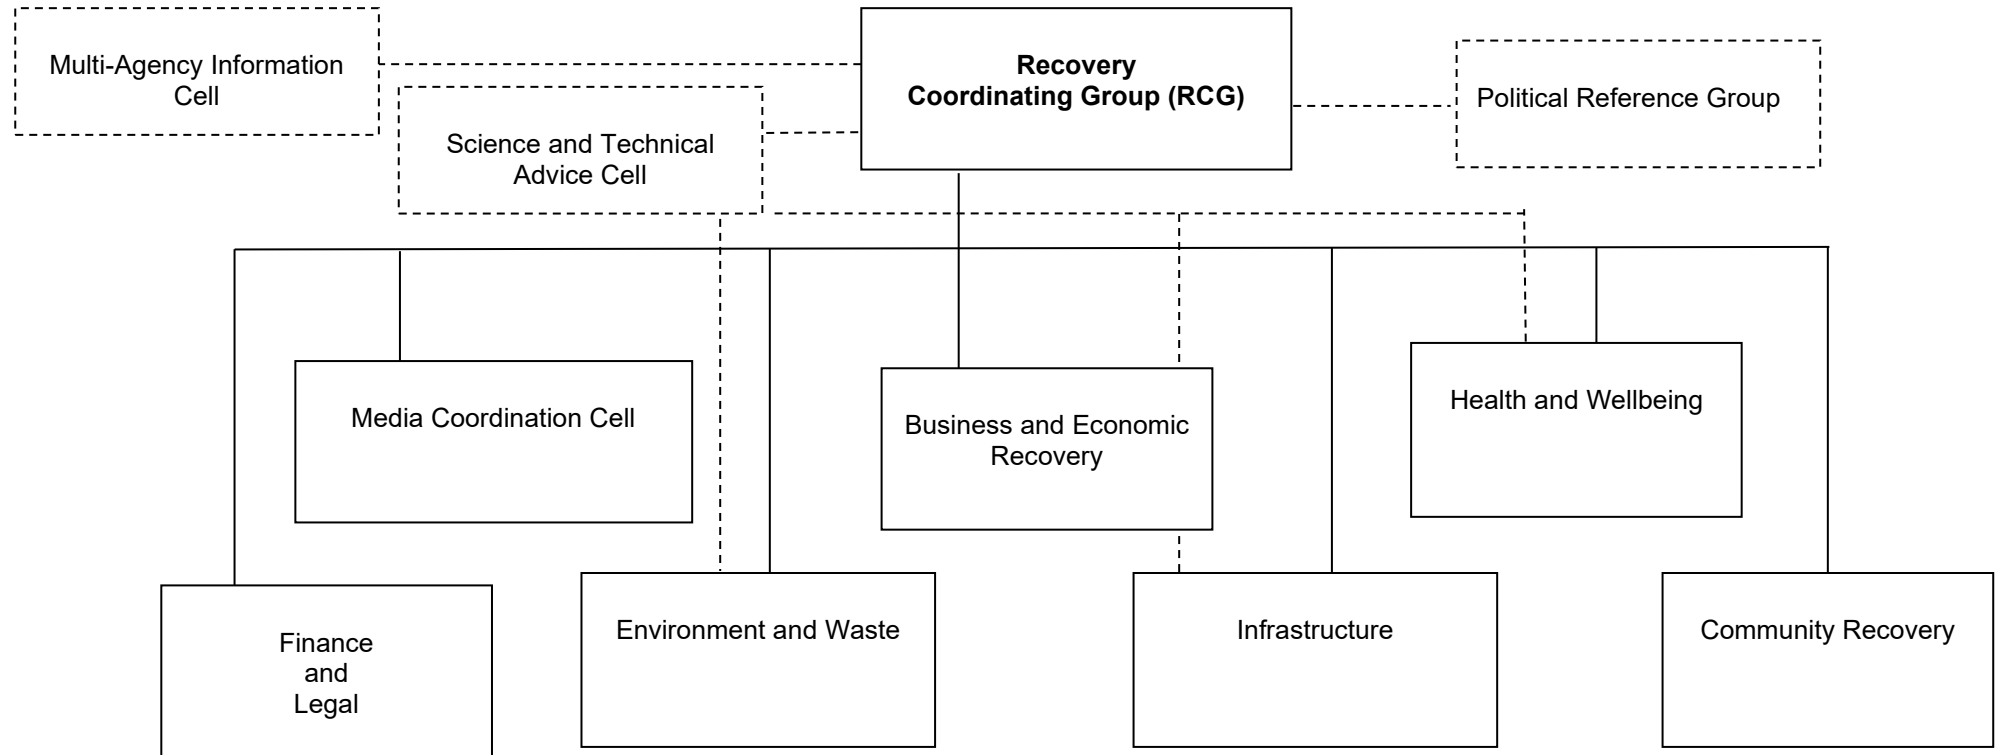 Multi-Agency Information
Cell
Recovery
Coordinating Group (RCG)
Political Reference Group
Science and Technical
Advice Cell
Media Coordination Cell
Business and Economic
Recovery
Health and Wellbeing
Finance
and
Legal
Environment and Waste
Infrastructure
Community Recovery